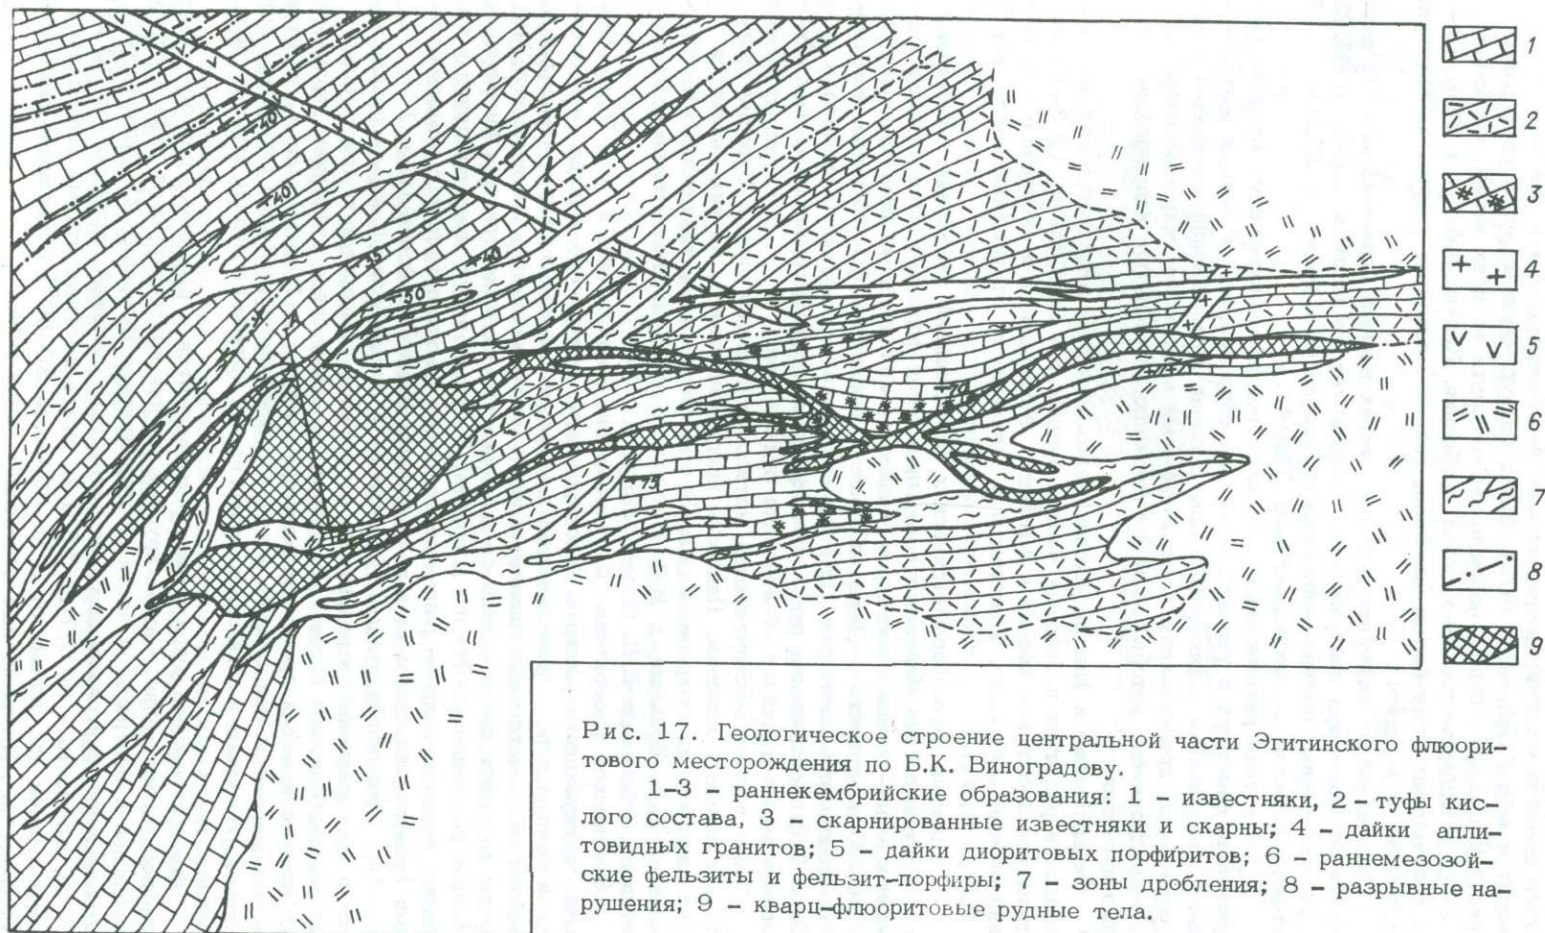 40
40
35
40
50
A
70
Б
75
1
2
3
4
5
6
7
8
9
Рис. 17. Геологическое строение центральной части Эгитинского флюори-
тового месторождения по Б.К. Виноградову.
1-3 - раннекембрийские образования: 1 - известняки, 2 - туфы кис-
лого состава, 3 - скарнированные известняки и скарны; 4 - дайки апли-
товидных гранитов; 5 - дайки диоритовых порфиритов; 6 - раннемезозой-
ские фельзиты и фельзит-порфиры; 7 - зоны дробления; 8 - разрывные на-
рушения; 9 - кварц-флюоритовые рудные тела.